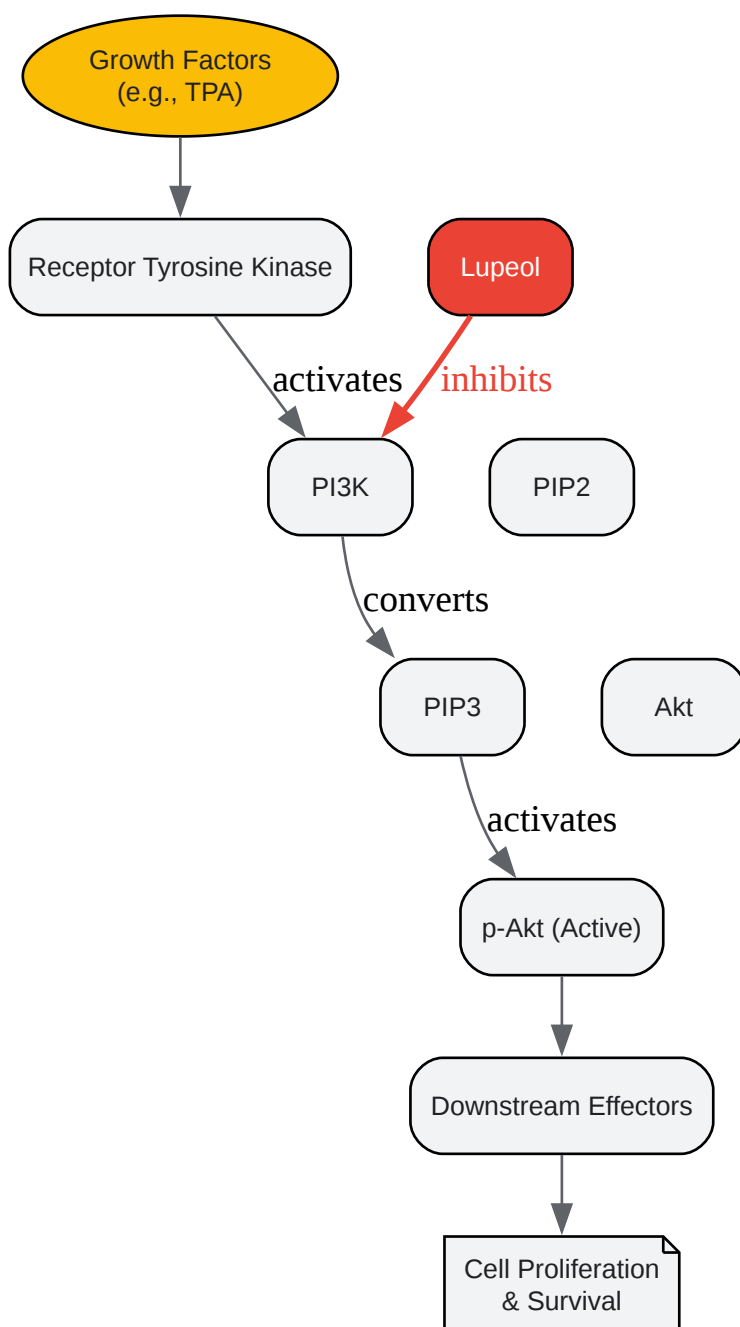 Growth Factors
(e.g., TPA)
Receptor Tyrosine Kinase
Lupeol
activates
inhibits
PI3K
PIP2
converts
PIP3
Akt
activates
p-Akt (Active)
Downstream Effectors
Cell Proliferation
& Survival